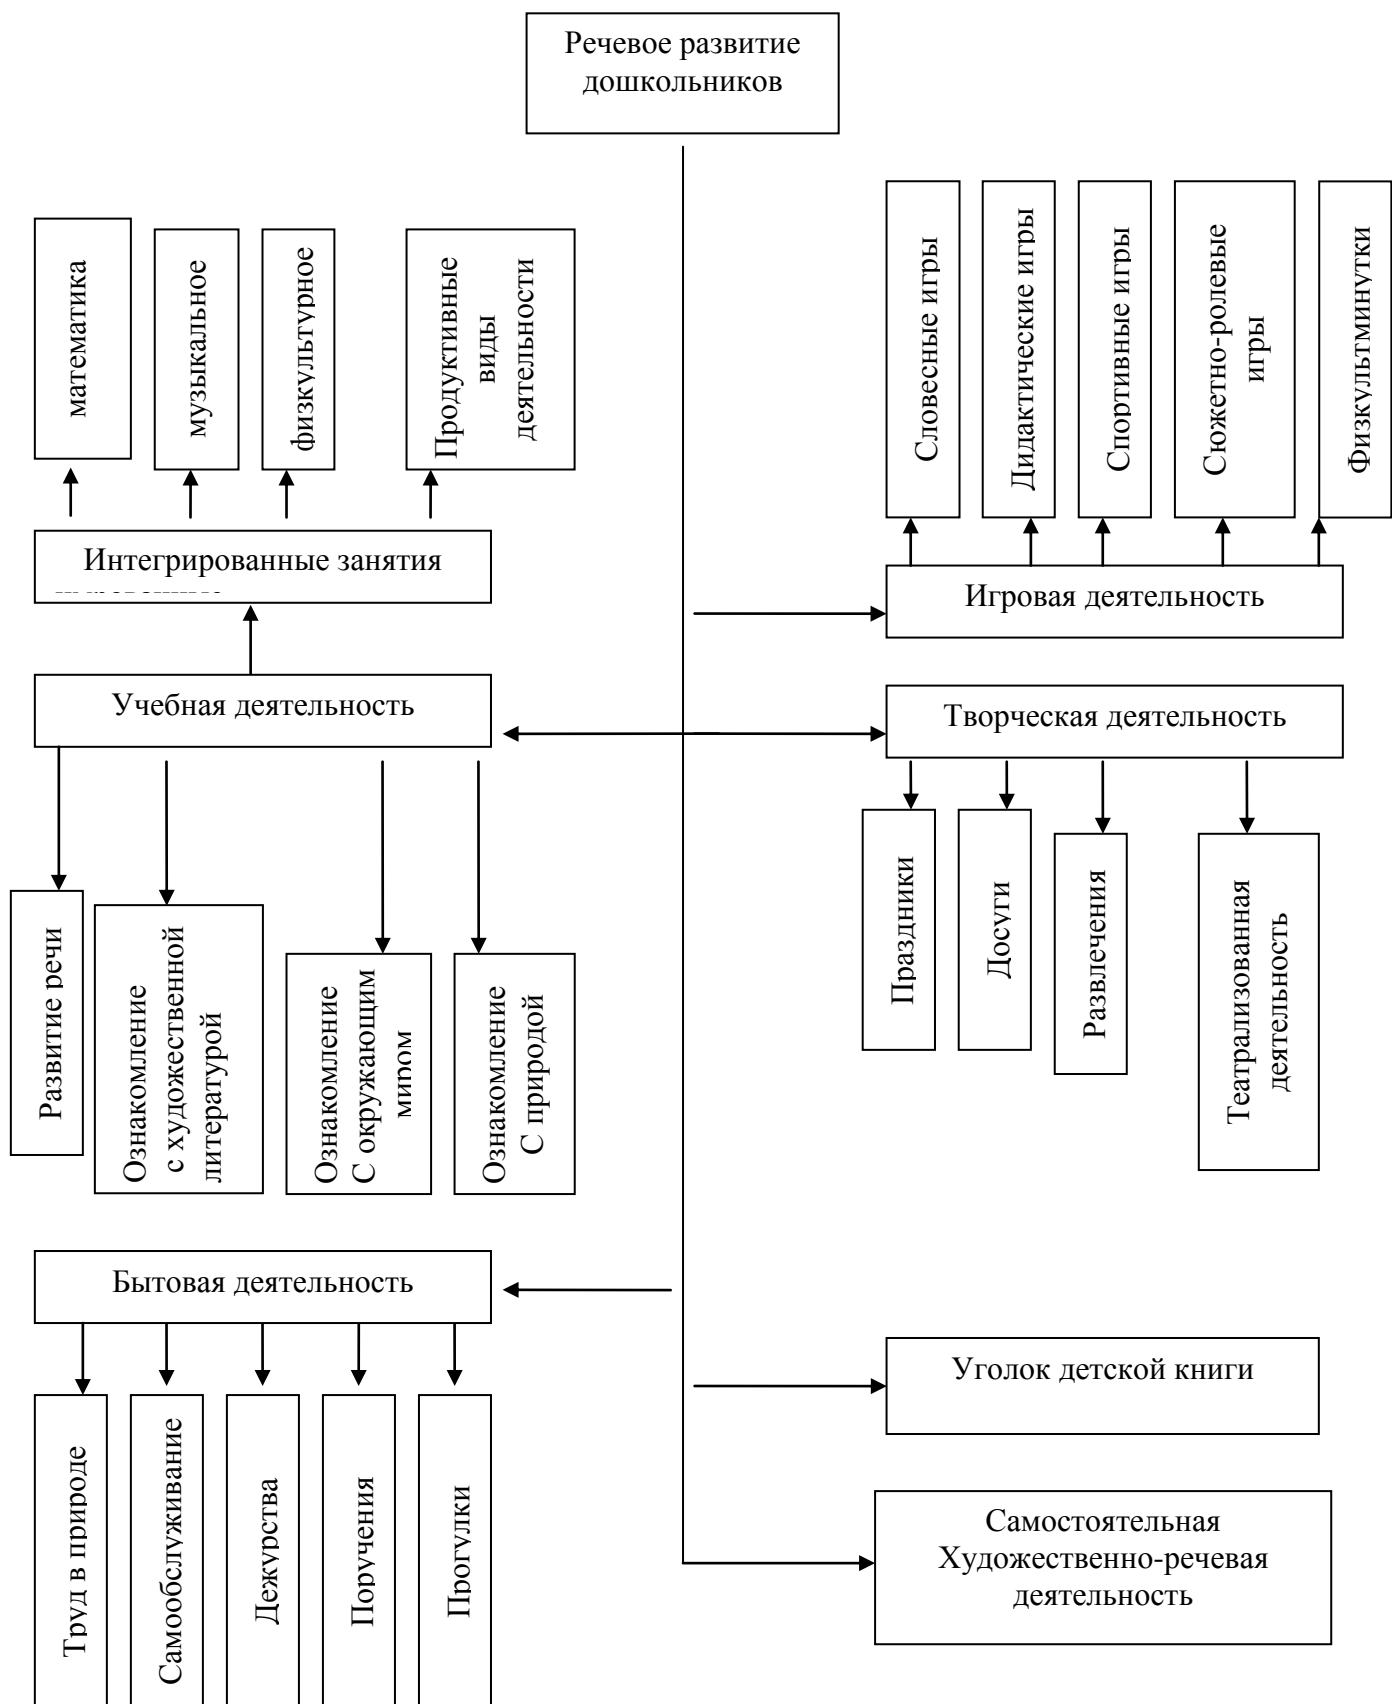 Речевое развитие
дошкольников
математика
музыкальное
физкультурное
Продуктивные
виды
деятельности
Словесные игры
Дидактические игры
Спортивные игры
Сюжетно-ролевые
игры
Физкультминутки
Интегрированные занятия
Игровая деятельность
Учебная деятельность
Творческая деятельность
Развитие речи
Ознакомление
с художественной
литературой
Ознакомление
С окружающим
миром
Ознакомление
С природой
Праздники
Досуги
Развлечения
Театрализованная
деятельность
Бытовая деятельность
Труд в природе
Самообслуживание
Дежурства
Поручения
Прогулки
Уголок детской книги
Самостоятельная
Художественно-речевая
деятельность